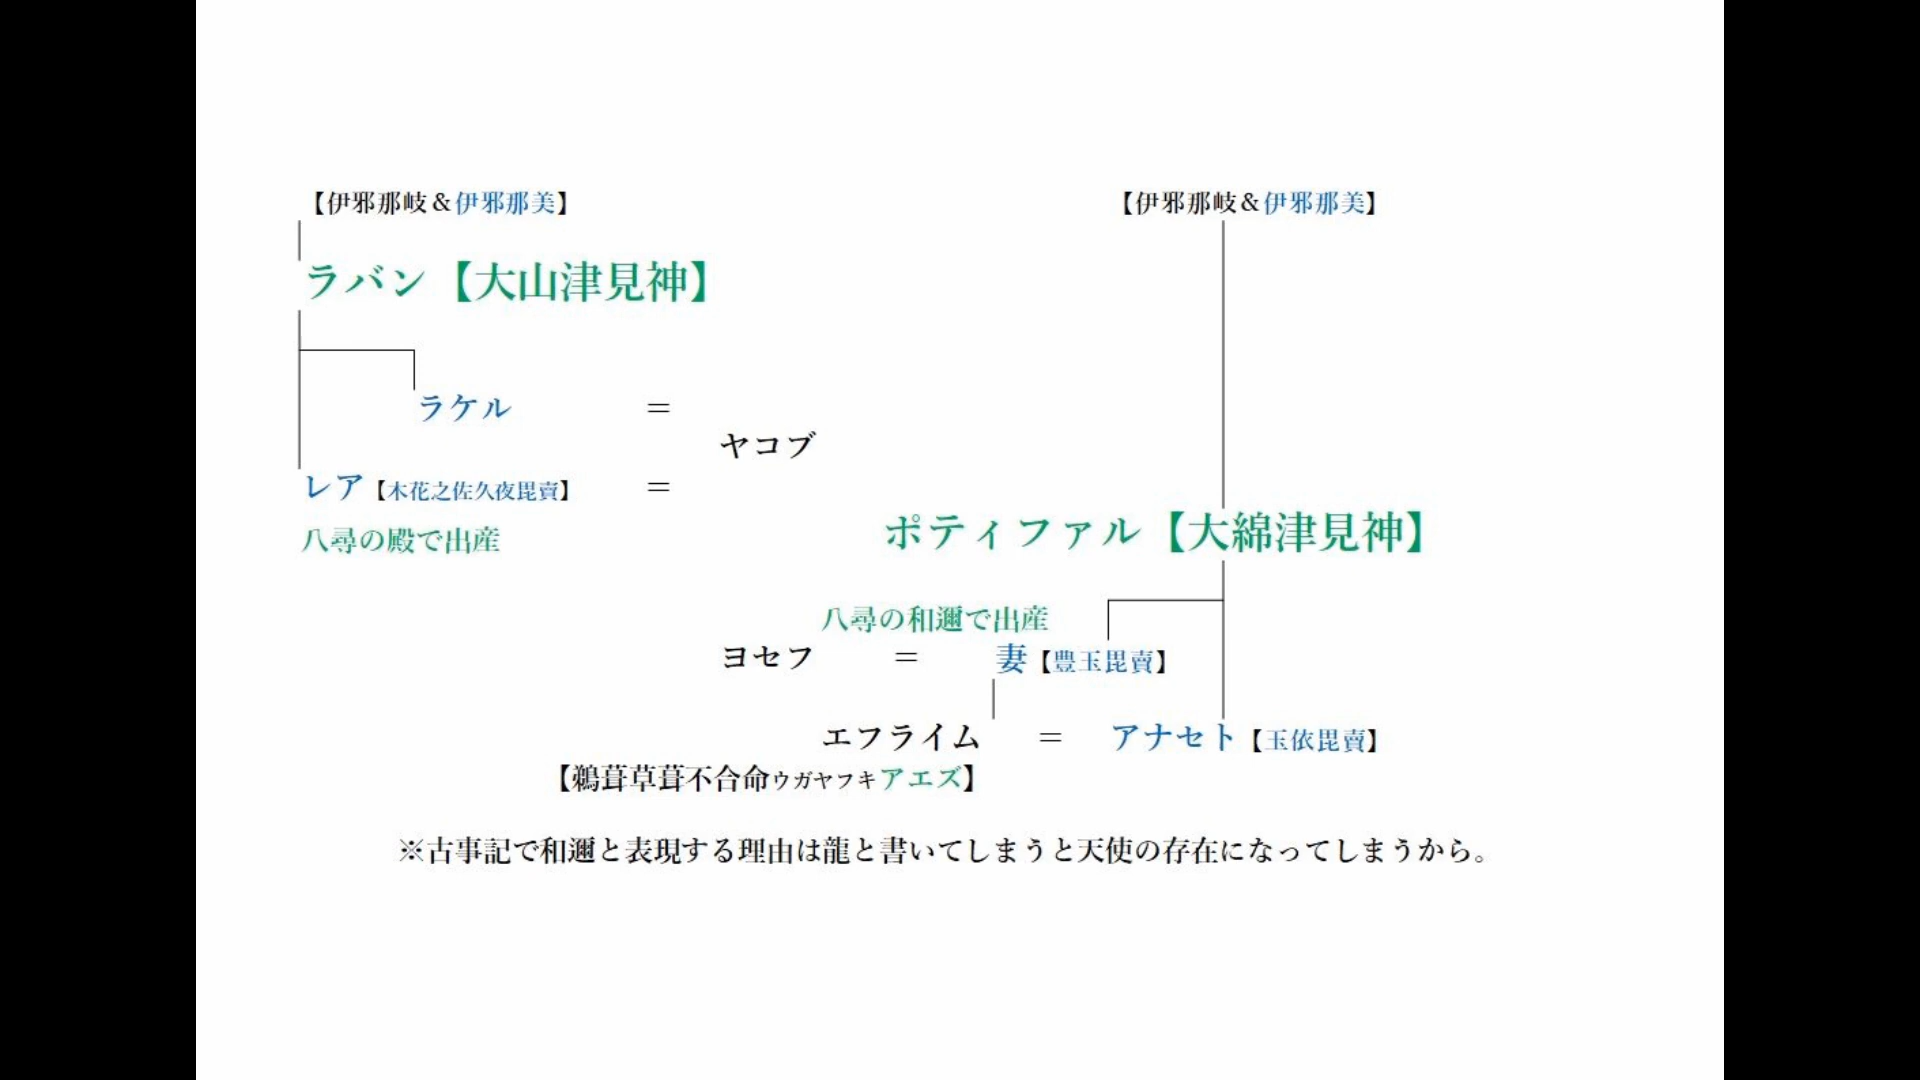 【伊邪那岐＆伊邪那美】
【伊邪那岐＆伊邪那美】
ラバン【大山津見神】
ラケル ＝
ヤコブ
レア【木花之佐久夜毘賣】 ＝
八尋の殿で出産
ポティファル【大綿津見神】
八尋の和邇で出産
ヨセフ ＝ 妻【豊玉毘賣】
エフライム ＝ アナセト【玉依毘賣】
【鵜葺草葺不合命ウガヤフキアエズ】
※古事記で和邇と表現する理由は龍と書いてしまうと天使の存在になってしまうから。